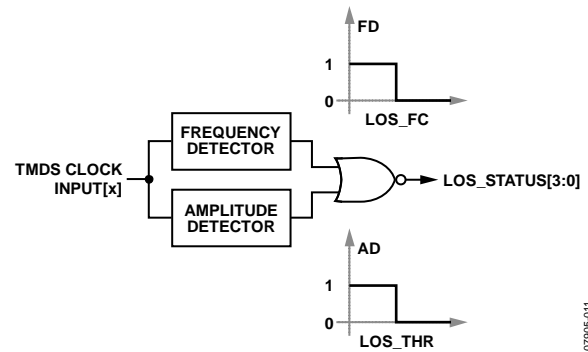 FD
1
0
LOS_FC
FREQUENCY
DETECTOR
TMDS CLOCK
INPUT[x]
LOS_STATUS[3:0]
AMPLITUDE
DETECTOR
AD
1
0
LOS_THR
07905-011